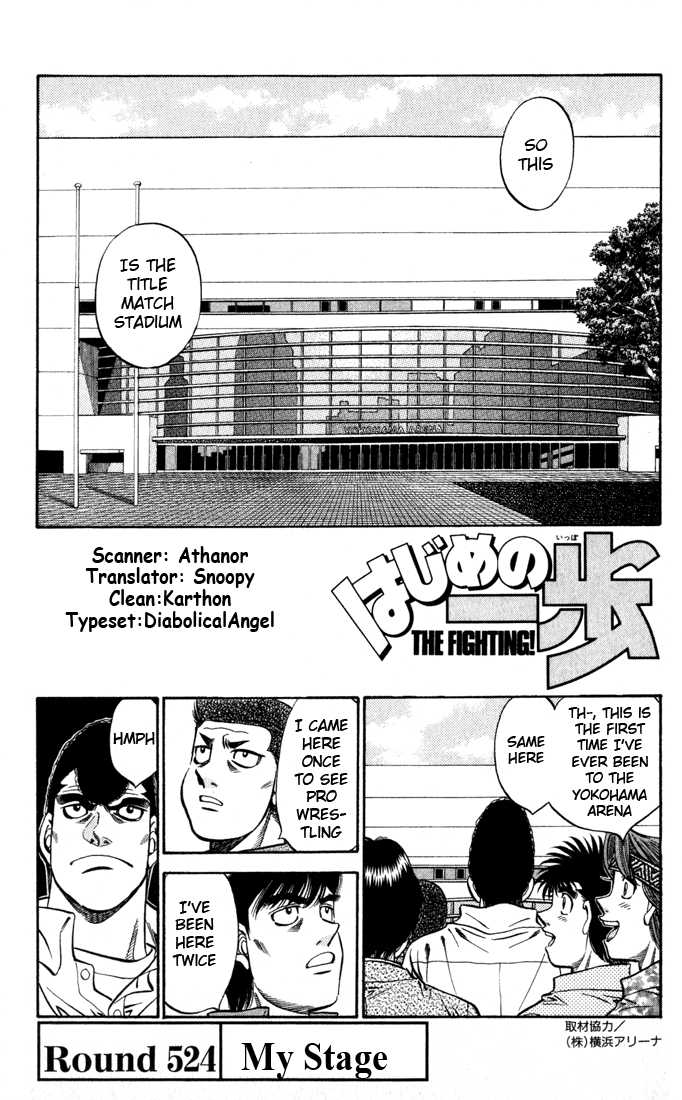 SO
THIS
IS THE
TITLE
MATCH
STADIUM
YOKOHAMA ARENA
Scanner: Athanor
Translator: Snoopy
Clean:Karthon
Typeset:DiabolicalAngel
いっぽ
はじめの一歩
THE FIGHTING!
TH-, THIS IS
THE FIRST
TIME I'VE
EVER BEEN
TO THE
YOKOHAMA
ARENA
SAME
HERE
I CAME
HERE
ONCE
TO SEE
PRO
WRES-
TLING
I'VE
BEEN
HERE
TWICE
HMPH
取材協力／
(株)横浜アリーナ
Round 524
My Stage